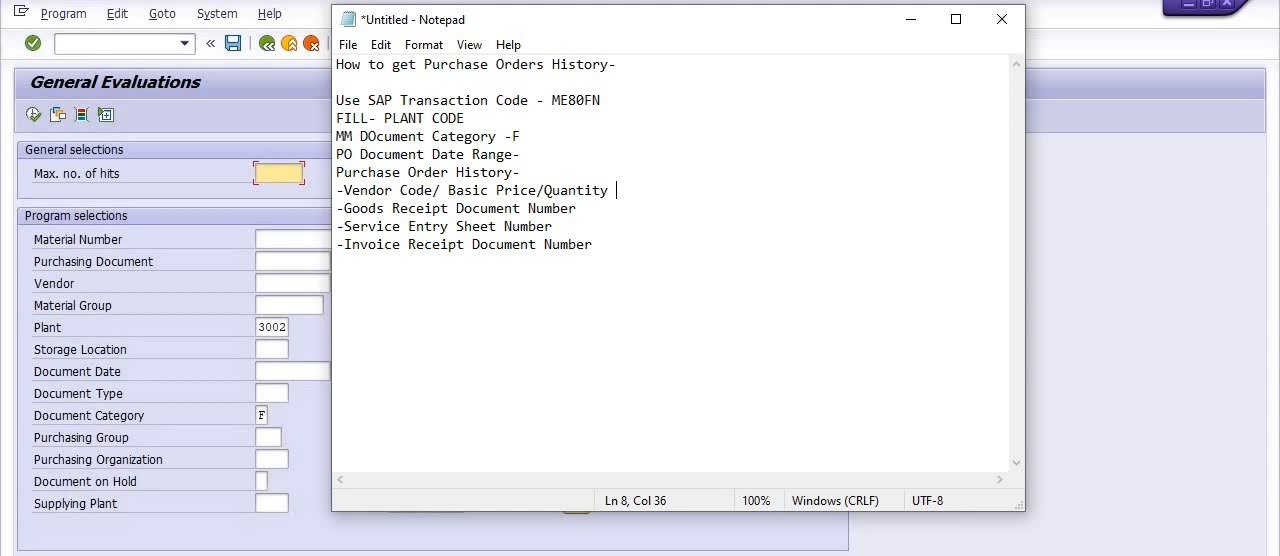 Program Edit Goto System Help
General Evaluations
General selections
Max. no. of hits
Program selections
Material Number
Purchasing Document
Vendor
Material Group
Plant 3002
Storage Location
Document Date
Document Type
Document Category F
Purchasing Group
Purchasing Organization
Document on Hold
Supplying Plant
*Untitled - Notepad
File Edit Format View Help
How to get Purchase Orders History-
Use SAP Transaction Code - ME80FN
FILL- PLANT CODE
MM DOcument Category -F
PO Document Date Range-
Purchase Order History-
-Vendor Code/ Basic Price/Quantity
-Goods Receipt Document Number
-Service Entry Sheet Number
-Invoice Receipt Document Number
Ln 8, Col 36 100% Windows (CRLF) UTF-8